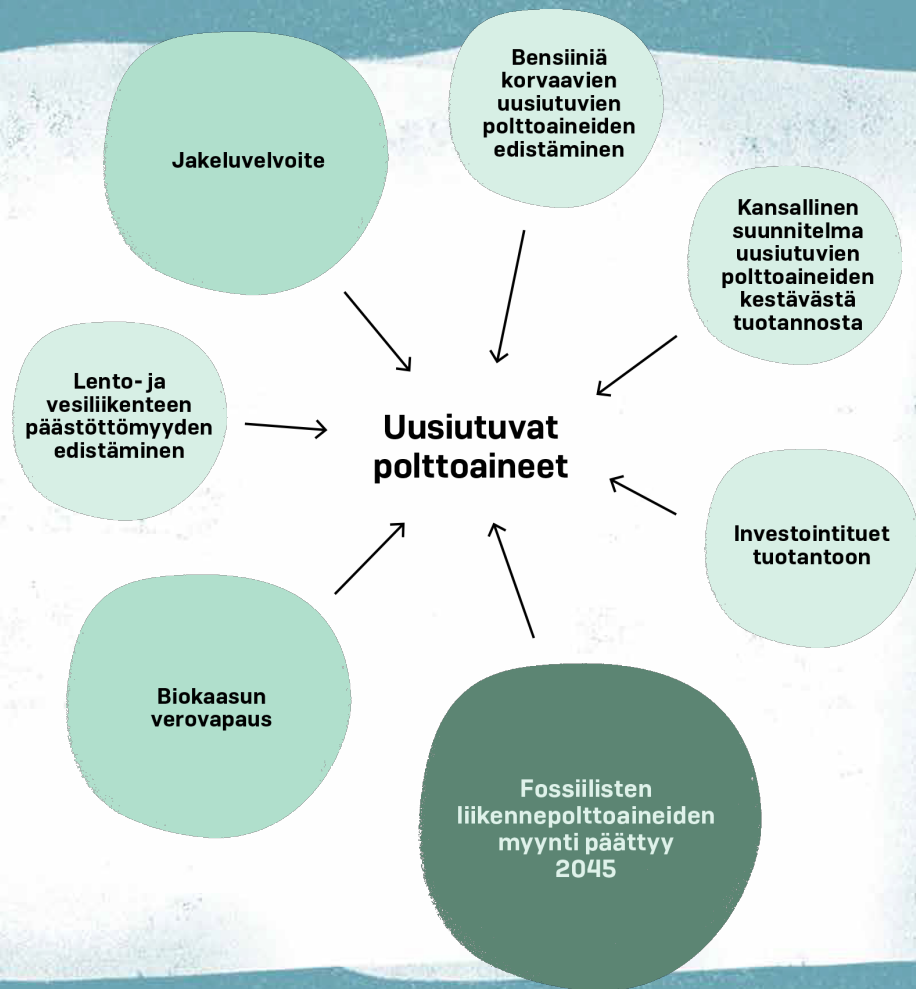 Bensiiniä
korvaavien
uusiutuvien
polttoaineiden
edistäminen
Jakeluvelvoite
Kansallinen
suunnitelma
uusiutuvien
polttoaineiden
kestävästä
tuotannosta
Lento- ja
vesiliikenteen
päästöttömyyden
edistäminen
Uusiutuvat
polttoaineet
Investointituet
tuotantoon
Biokaasun
verovapaus
Fossiilisten
liikennepolttoaineiden
myynti päättyy
2045